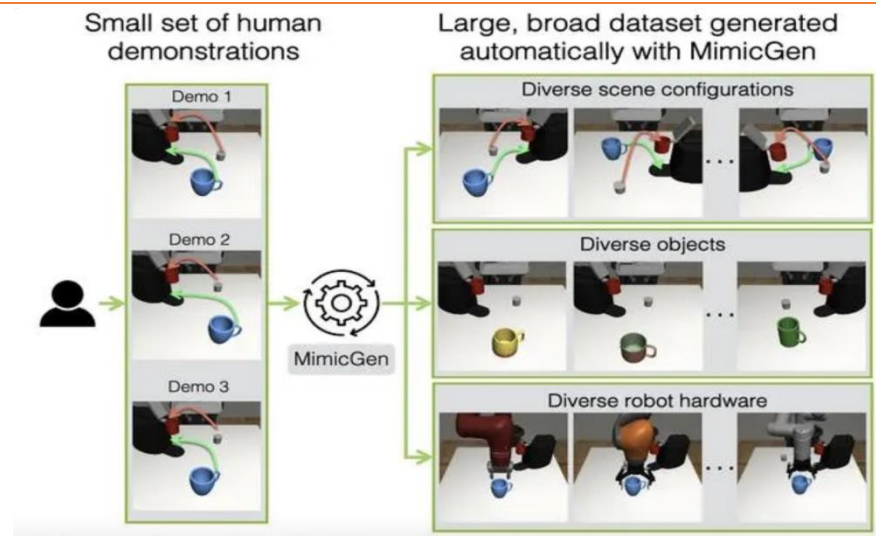 Small set of human
demonstrations
Large, broad dataset generated
automatically with MimicGen
Demo 1
Demo 2
Demo 3
MimicGen
Diverse scene configurations
...
Diverse objects
...
Diverse robot hardware
...